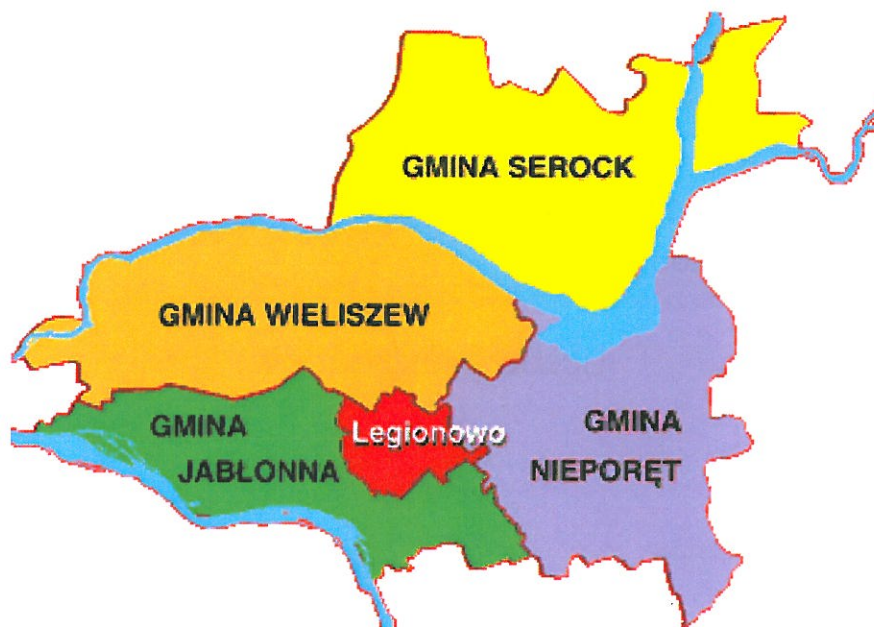 GMINA SEROCK
GMINA WIELISZEW
GMINA
JABŁONNA
Legionowo
GMINA
NIEPORĘT